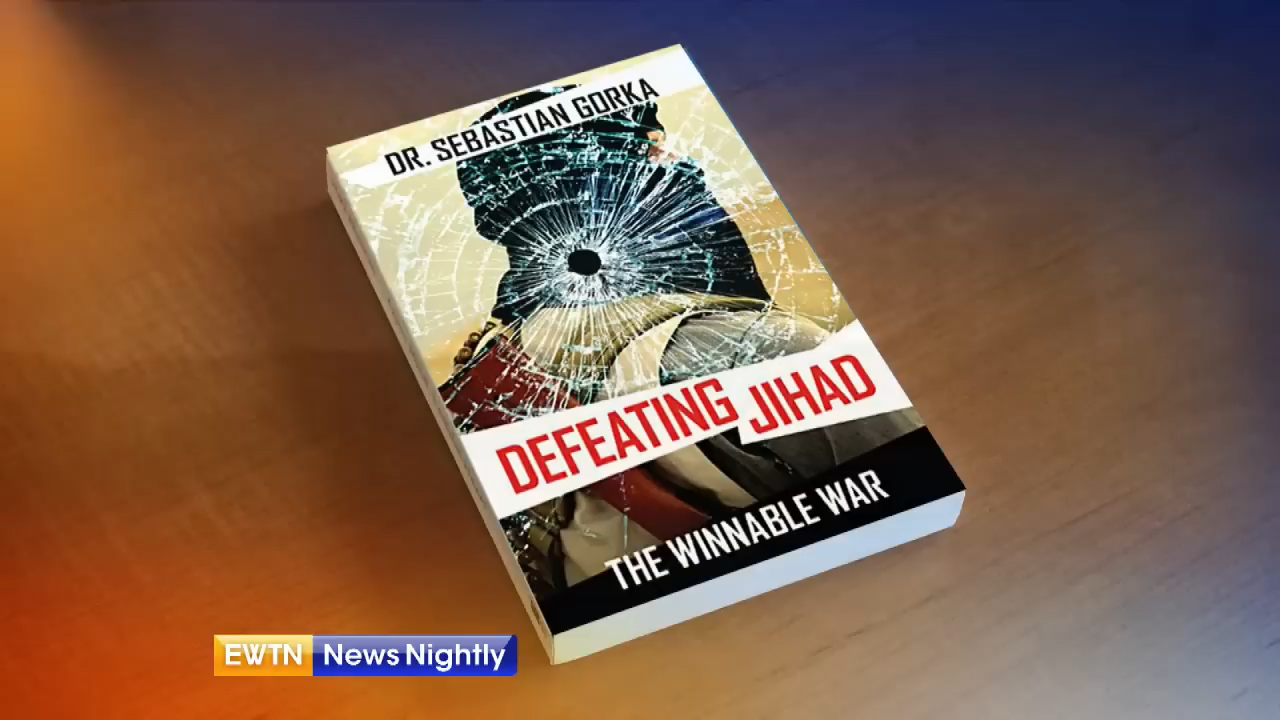 DR. SEBASTIAN GORKA
DEFEATING JIHAD
THE WINNABLE WAR
EWTN News Nightly